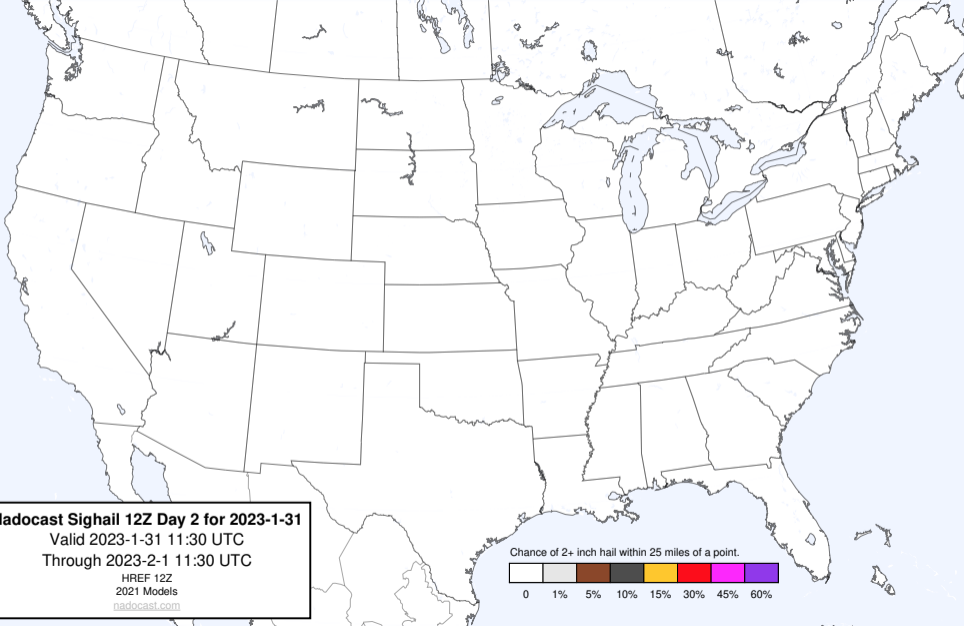 adocast Sighail 12Z Day 2 for 2023-1-31
Valid 2023-1-31 11:30 UTC
Through 2023-2-1 11:30 UTC
HREF 12Z
2021 Models
nadocast.com
Chance of 2+ inch hail within 25 miles of a point.
0 1% 5% 10% 15% 30% 45% 60%